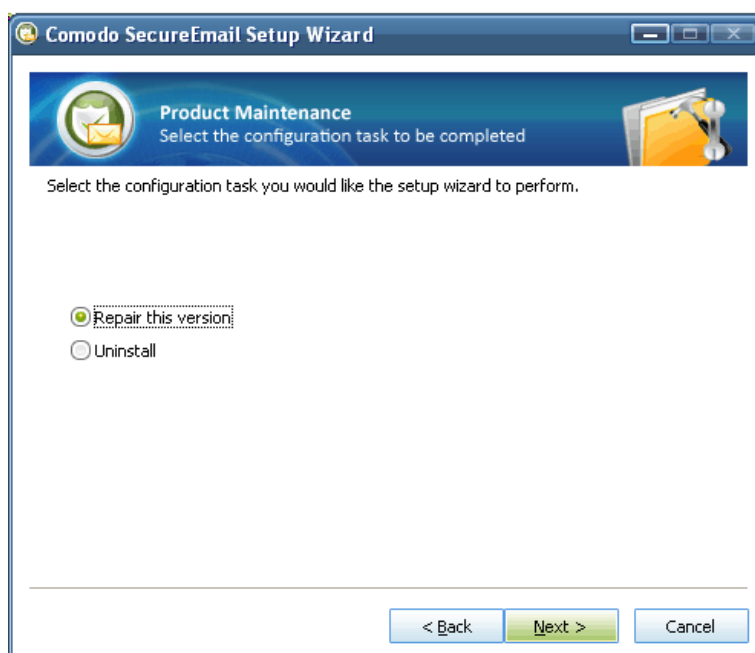 Comodo SecureEmail Setup Wizard
Product Maintenance
Select the configuration task to be completed
Select the configuration task you would like the setup wizard to perform.
Repair this version
Uninstall
< Back Next > Cancel